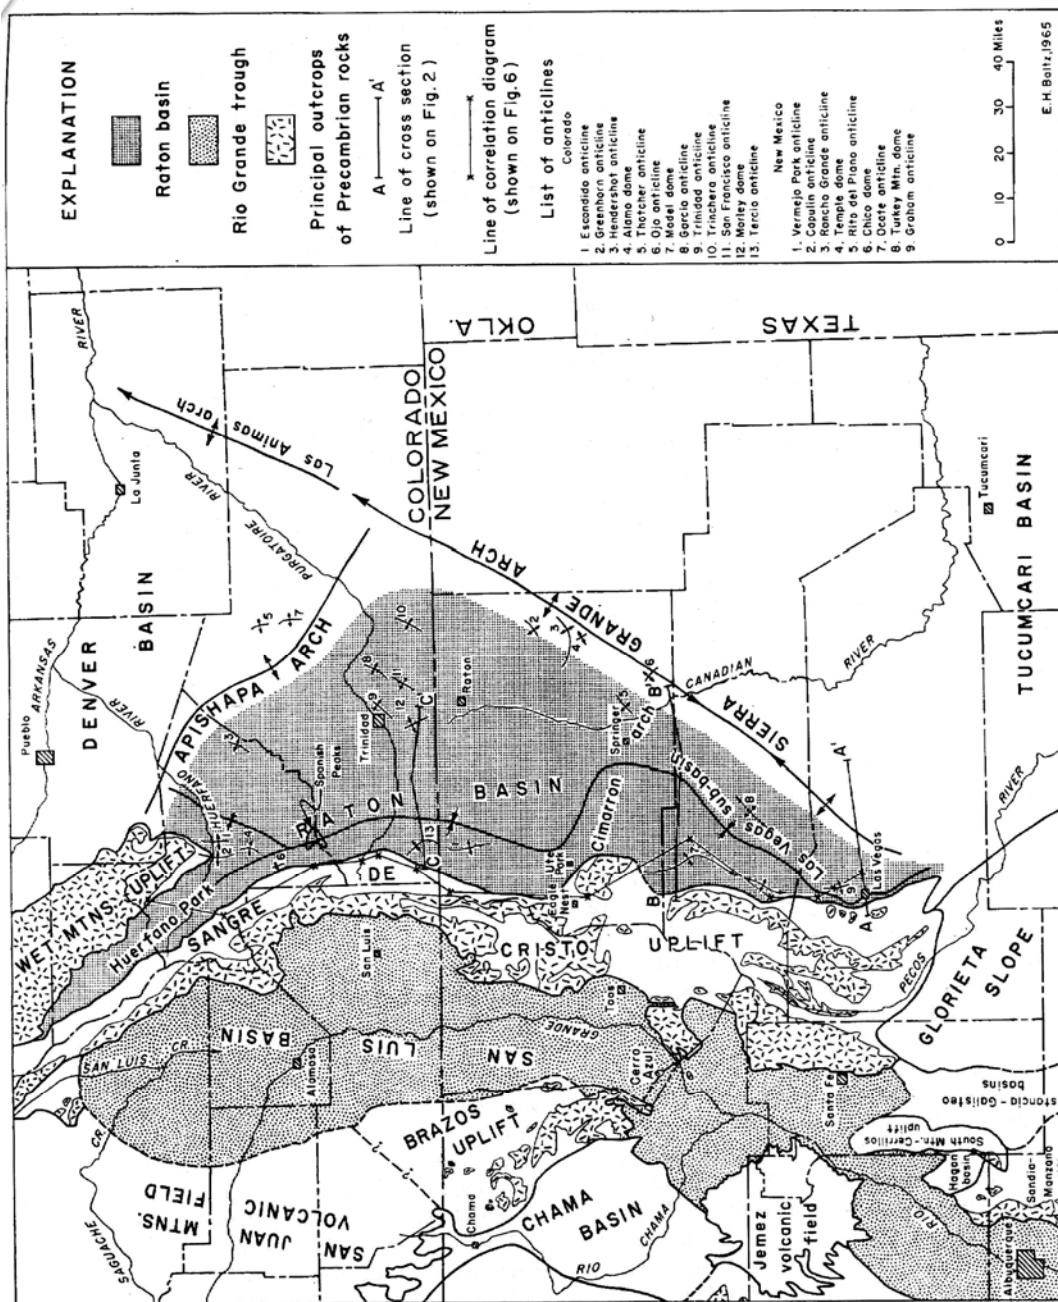 EXPLANATION
Raton basin
Rio Grande trough
Principal outcrops
of Precambrian rocks
A A'
Line of cross section
(shown on Fig. 2)
Line of correlation diagram
(shown on Fig. 6)
List of anticlines
Colorado
1 Escondido anticline
2. Greenhorn anticline
3. Hendershot anticline
4. Alamo dome
5. Thatcher anticline
6. Ojo anticline
7. Model dome
8. Garcia anticline
9. Trinidad anticline
10. Trinchera anticline
11. San Francisco anticline
12. Morley dome
13. Tercio anticline
New Mexico
1. Vermejo Park anticline
2. Capulin anticline
3. Rancho Grande anticline
4. Temple dome
5. Rito del Plano anticline
6. Chico dome
7. Ocate anticline
8. Turkey Mtn. dome
9. Graham anticline
0 10 20 30 40 Miles
E.H. Baltz, 1965
Pueblo
ARKANSAS
RIVER
La Junta
DENVER
BASIN
RIVER
HUERFANO
PURGATOIRE
RIVER
Las Animas arch
APISHAPA
ARCH
WET MTNS.
UPLIFT
Huerfano Park
Spanish
Peaks
Trinidad
RATON
BASIN
Raton
COLORADO
NEW MEXICO
OKLA.
TEXAS
SIERRA
GRANDE
ARCH
SANGRE
DE
CRISTO
UPLIFT
SAN LUIS CR.
SAGUACHE
CR.
Alamosa
San Luis
SAN
LUIS
BASIN
SAN
JUAN
MTNS.
VOLCANIC
FIELD
BRAZOS
UPLIFT
Chama
CHAMA
BASIN
RIO
CHAMA
GRANDE
Cerro
Azul
Taos
Eagle
Nest
Ute
Park
Cimarron
arch
Springer
CANADIAN
RIVER
Las Vegas
sub-basin
Las Vegas
A
A'
B
B'
C
C'
PECOS
RIVER
GLORIETA
SLOPE
Tucumcari
TUCUMCARI BASIN
Jemez
volcanic
field
Santa Fe
stancia-Galisteo
basins
South Mtn.-Cerrillos
uplift
Hagan
basin
Sandia-
Manzano
RIO
Albuquerque